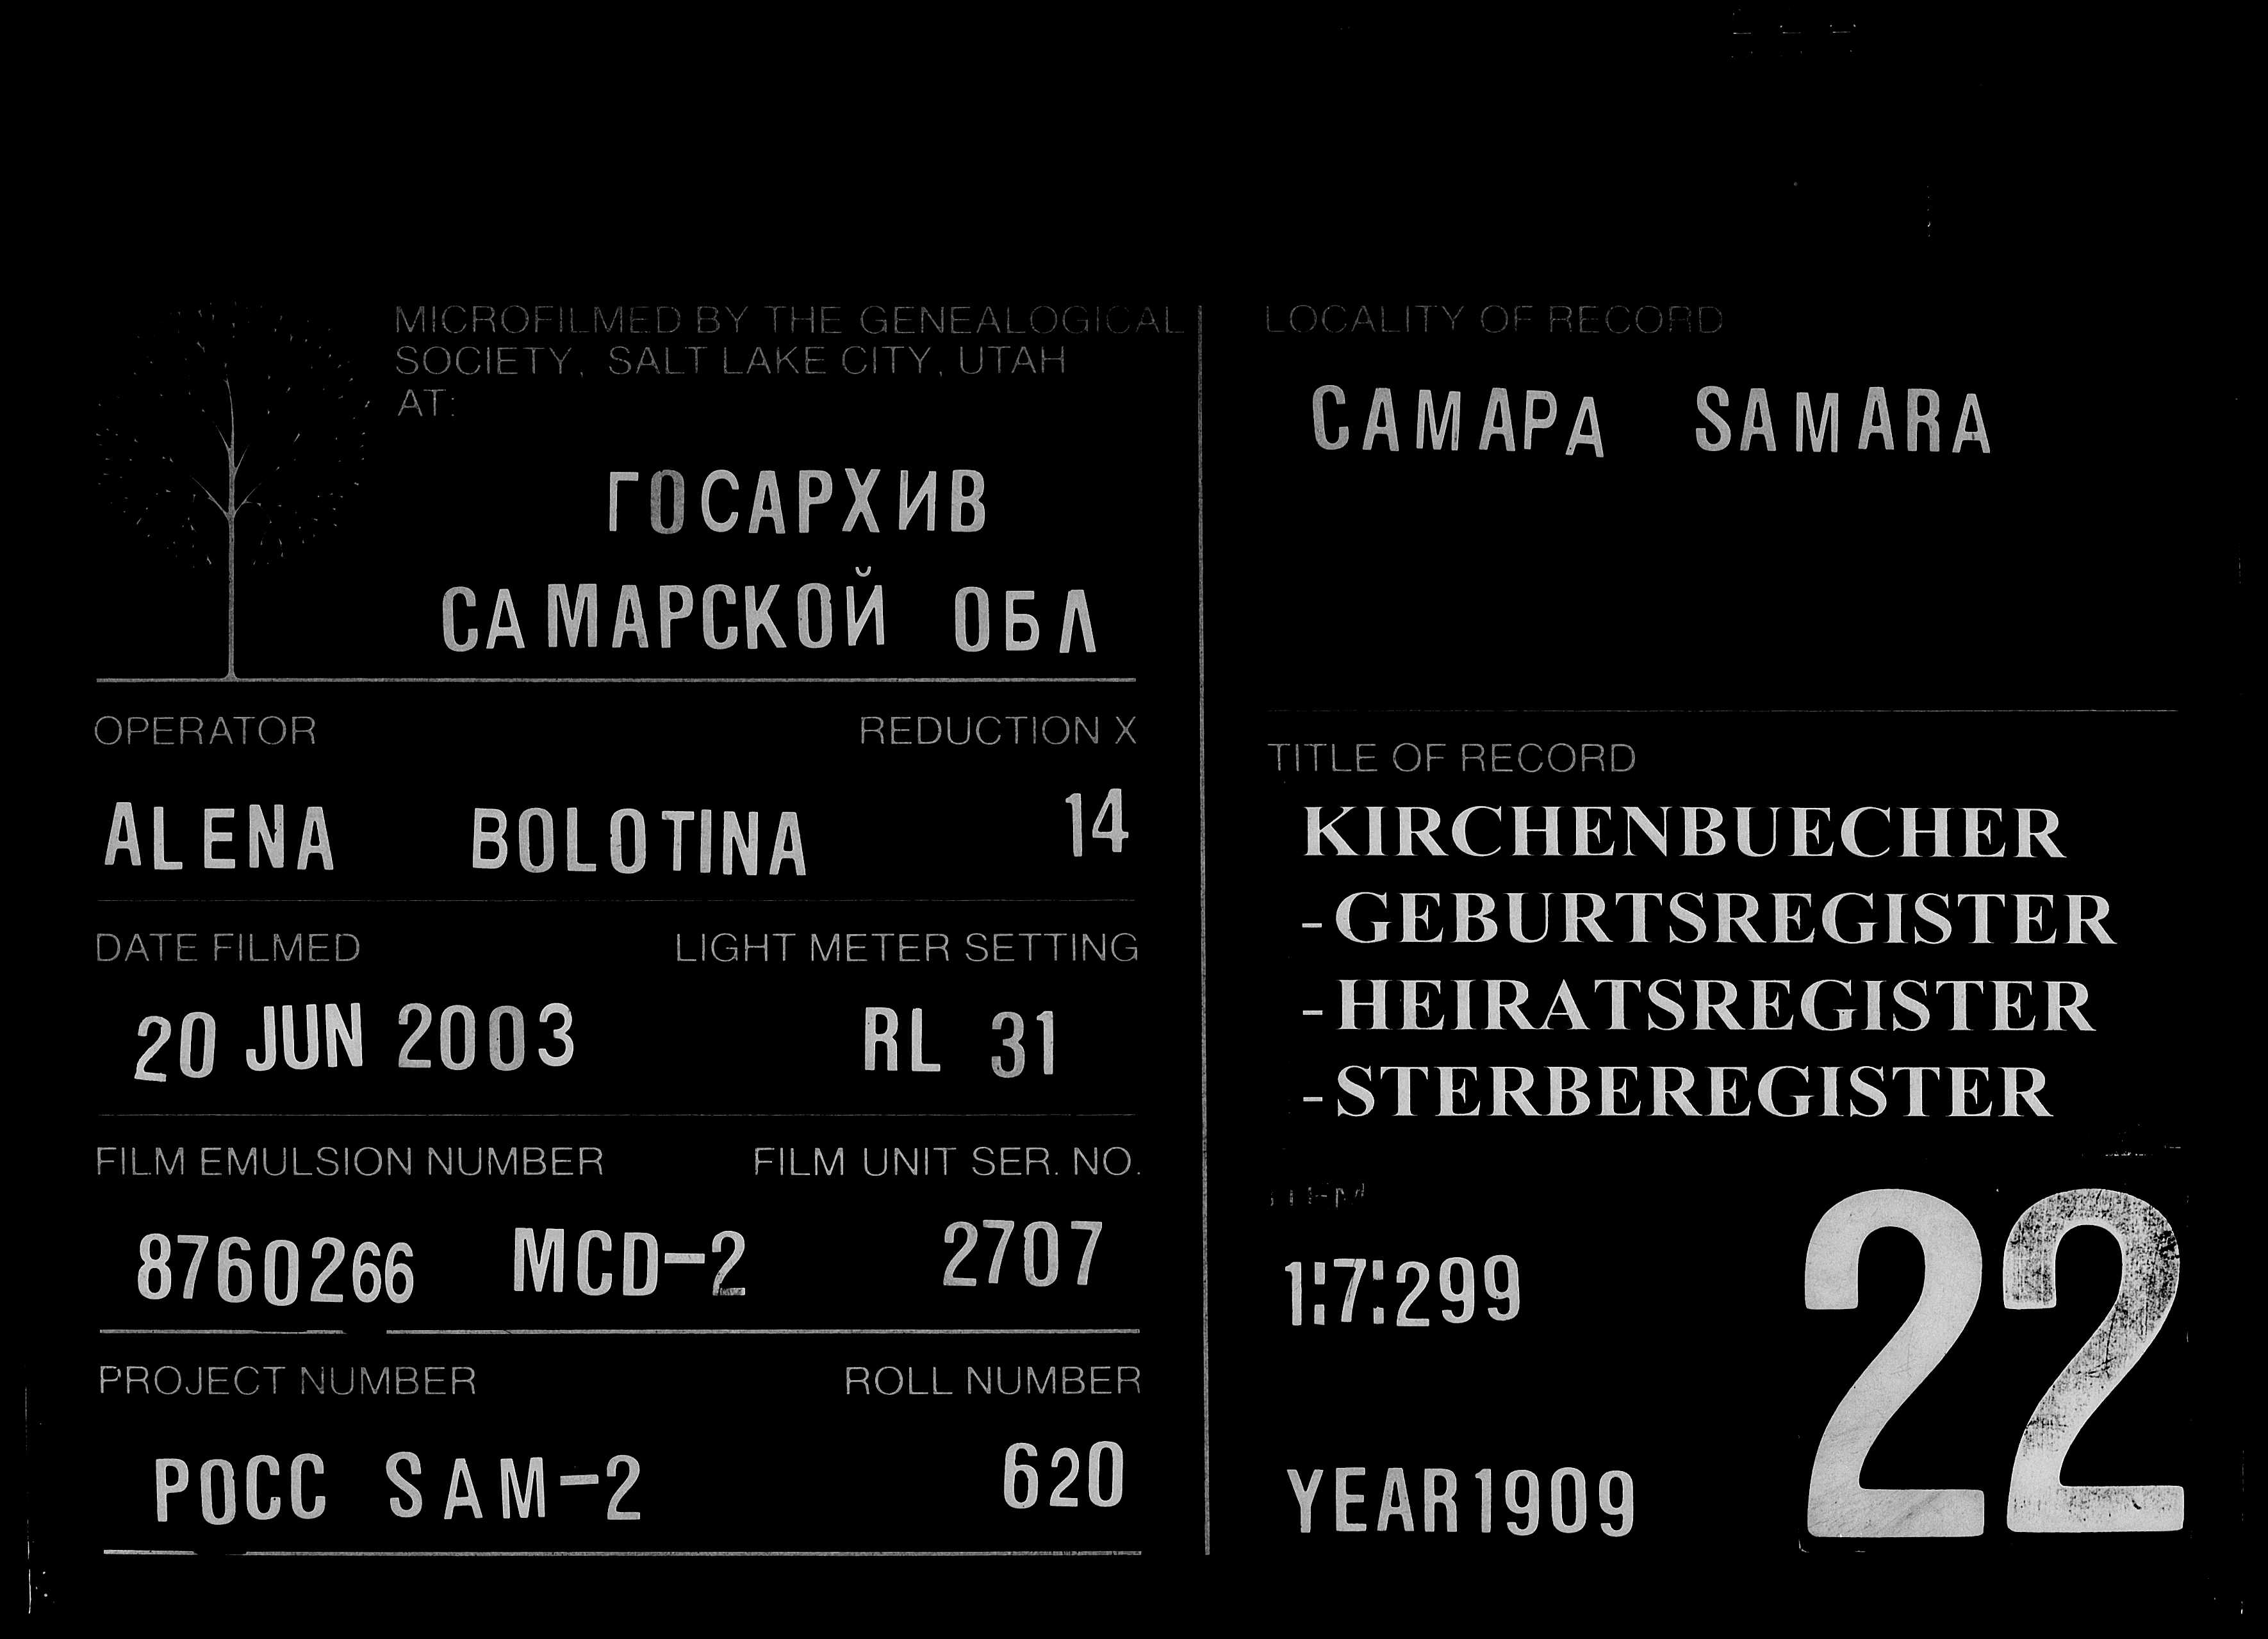 MICROFILMED BY THE GENEALOGICAL
SOCIETY, SALT LAKE CITY, UTAH
AT:
ГОСАРХИВ
САМАРСКОЙ ОБЛ
OPERATOR REDUCTION X
ALENA BOLOTINA 14
DATE FILMED LIGHT METER SETTING
20 JUN 2003 RL 31
FILM EMULSION NUMBER FILM UNIT SER. NO.
8760266 MCD-2 2707
PROJECT NUMBER ROLL NUMBER
РОСС SAM-2 620
LOCALITY OF RECORD
САМАРА SAMARA
TITLE OF RECORD
KIRCHENBUECHER
-GEBURTSREGISTER
-HEIRATSREGISTER
-STERBEREGISTER
1:7:299
22
YEAR1909